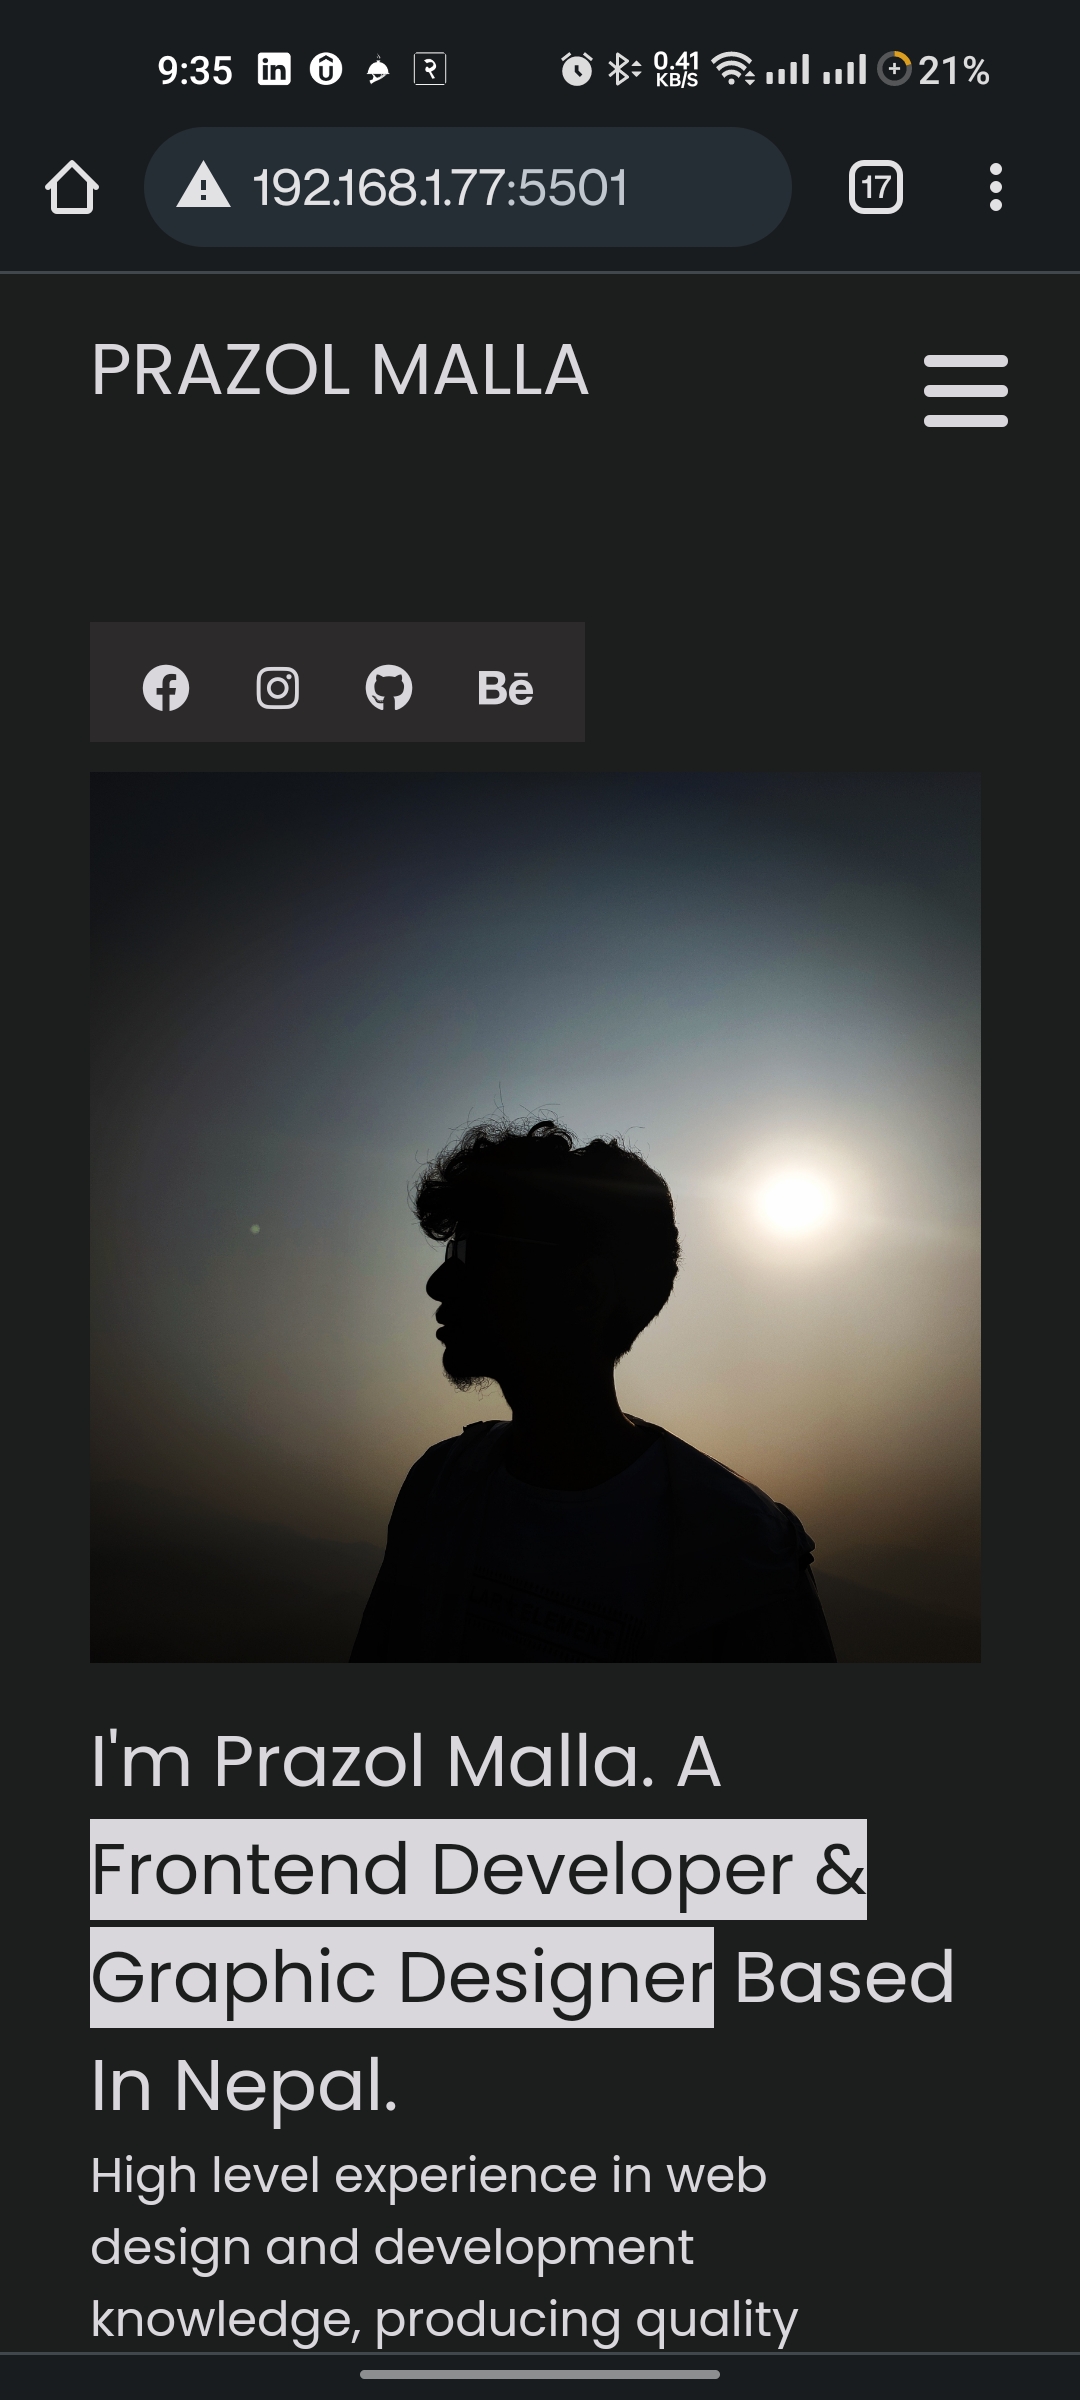 9:35
0.41
KB/S
21%
192.168.1.77:5501
17
PRAZOL MALLA
Bē
I'm Prazol Malla. A
Frontend Developer &
Graphic Designer Based
In Nepal.
High level experience in web
design and development
knowledge, producing quality